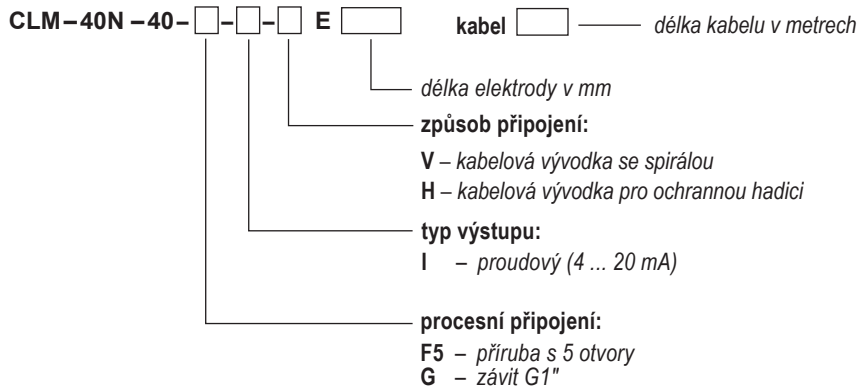 CLM–40N –40– – – E kabel – délka kabelu v metrech
délka elektrody v mm
způsob připojení:
V – kabelová vývodka se spirálou
H – kabelová vývodka pro ochrannou hadici
typ výstupu:
I – proudový (4 ... 20 mA)
procesní připojení:
F5 – příruba s 5 otvory
G – závit G1"